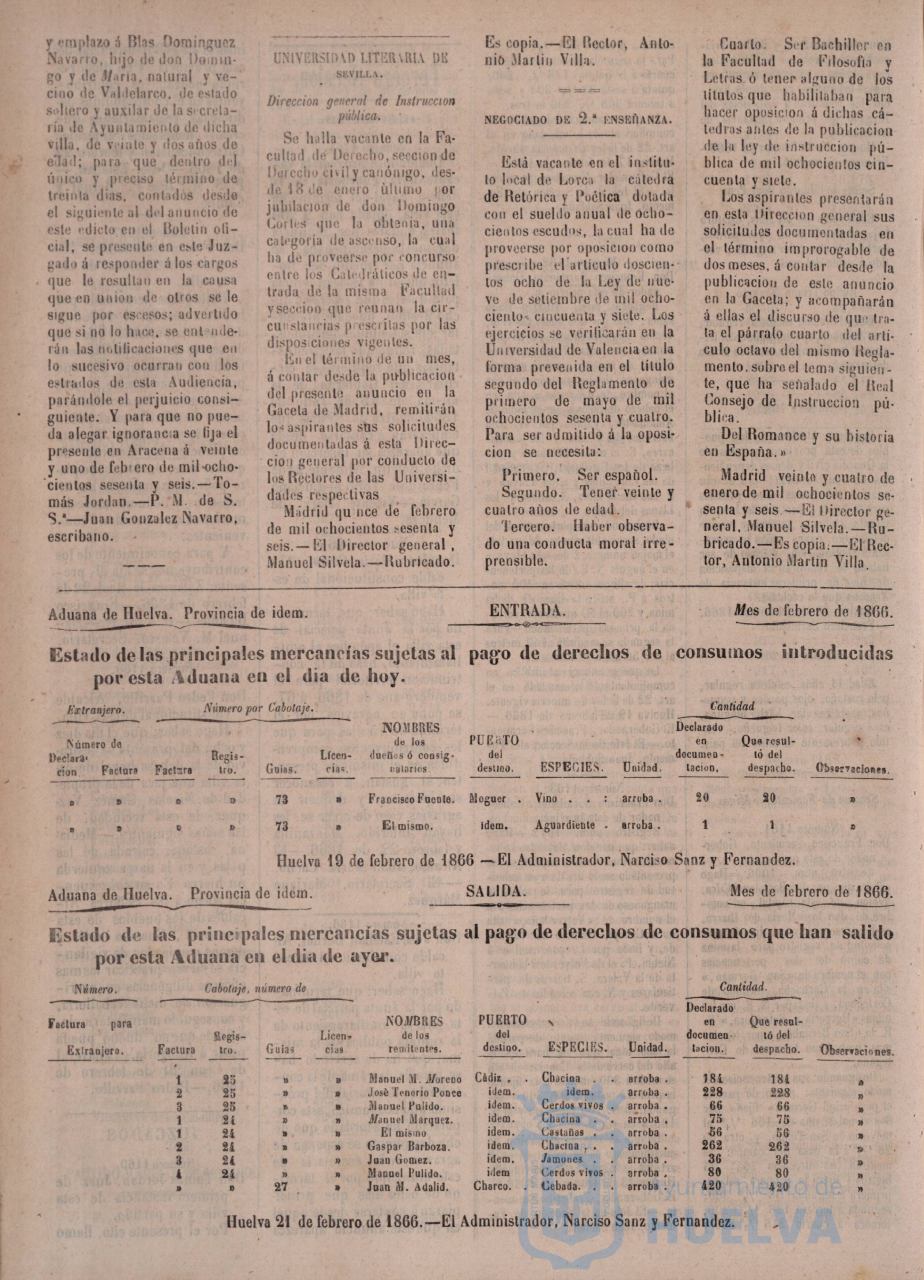 y emplazo á Blas Dominguez
Navarro, hijo de don Domin-
go y de María, natural y ve-
cino de Valdelarco, de estado
soltero y auxilar de la secreta-
ría de Ayuntamiento de dicha
villa, de veinte y dos años de
edad; para que dentro del
único y preciso término de
treinta dias, contados desde
el siguiente al del anuncio de
este edicto en el Boletin ofi-
cial, se presente en este Juz-
gado á responder á los cargos
que le resultan en la causa
que en union de otros se le
sigue por escesos; advertido
que si no lo hace, se entende-
rán las notificaciones que en
lo sucesivo ocurran con los
estrados de esta Audiencia,
parándole el perjuicio consi-
guiente. Y para que no pue-
da alegar ignorancia se fija el
presente en Aracena á veinte
y uno de febrero de mil ocho-
cientos sesenta y seis.—To-
más Jordan.—P. M. de S.
S.ª—Juan Gonzalez Navarro,
escribano.
UNIVERSIDAD LITERARIA DE
SEVILLA.
Direccion general de Instruccion
pública.
Se halla vacante en la Fa-
cultad de Derecho, seccion de
Derecho civil y canónigo, des-
de 18 de enero último por
jubilacion de don Domingo
Cortés que la obtenia, una
categoria de ascenso, la cual
ha de proveerse por concurso
entre los Catedráticos de en-
trada de la misma Facultad
y seccion que reunan la cir-
cunstancias prescritas por las
disposiciones vigentes.
En el término de un mes,
á contar desde la publicacion
del presente anuncio en la
Gaceta de Madrid, remitirán
los aspirantes sus solicitudes
documentadas á esta Direc-
cion general por conducto de
los Rectores de las Universi-
dades respectivas
Madrid quince de febrero
de mil ochocientos sesenta y
seis.—El Director general,
Manuel Silvela.—Rubricado.
Es copia.—El Rector, Anto-
nio Martin Villa.
NEGOCIADO DE 2.ª ENSEÑANZA.
Está vacante en el institu-
to local de Lorca la cátedra
de Retórica y Poética dotada
con el sueldo anual de ocho-
cientos escudos, la cual ha de
proveerse por oposicion como
prescribe el artículo doscien-
tos ocho de la Ley de nue-
ve de setiembre de mil ocho-
cientos cincuenta y siete. Los
ejercicios se verificarán en la
Universidad de Valencia en la
forma prevenida en el título
segundo del Reglamento de
primero de mayo de mil
ochocientos sesenta y cuatro.
Para ser admitido á la oposi-
cion se necesita:
Primero. Ser español.
Segundo. Tener veinte y
cuatro años de edad.
Tercero. Haber observa-
do una conducta moral irre-
prensible.
Cuarto. Ser Bachiller en
la Facultad de Filosofia y
Letras ó tener alguno de los
títulos que habilitaban para
hacer oposicion á dichas cá-
tedras antes de la publicacion
de la ley de instruccion pú-
blica de mil ochocientos cin-
cuenta y siete.
Los aspirantes presentarán
en esta Direccion general sus
solicitudes documentadas en
el término improrogable de
dos meses, á contar desde la
publicacion de este anuncio
en la Gaceta; y acompañarán
á ellas el discurso de que tra-
ta el párrafo cuarto del artí-
culo octavo del mismo Regla-
mento, sobre el tema siguien-
te, que ha señalado el Real
Consejo de Instruccion pú-
blica.
Del Romance y su historia
en España.»
Madrid veinte y cuatro de
enero de mil ochocientos se-
senta y seis.—El Director ge-
neral, Manuel Silvela.—Ru-
bricado.—Es copia.—El Rec-
tor, Antonio Martin Villa.
Aduana de Huelva. Provincia de idem. ENTRADA. Mes de febrero de 1866.
Estado de las principales mercancías sujetas al pago de derechos de consumos introducidas
por esta Aduana en el dia de hoy.
Extranjero. Número por Cabotaje. Cantidad
Número de Declaracion Factura Factura Registro. Guias. Licencias. NOMBRES de los dueños ó consignatarios. PUERTO del destino. ESPECIES. Unidad. Declarado en documentacion. Que resultó del despacho. Observaciones.
» » » » 73 » Francisco Fuente. Moguer . Vino . . : arroba . 20 20 »
» » » » 73 » El mismo. idem. Aguardiente . arroba . 1 1 »
Huelva 19 de febrero de 1866 —El Administrador, Narciso Sanz y Fernandez.
Aduana de Huelva. Provincia de idem. SALIDA. Mes de febrero de 1866.
Estado de las principales mercancías sujetas al pago de derechos de consumos que han salido
por esta Aduana en el dia de ayer.
Número. Cabotaje, número de Cantidad.
Factura para Extranjero. Factura Registro. Guias Licencias NOMBRES de los remitentes. PUERTO del destino. ESPECIES. Unidad. Declarado en documentacion. Que resultó del despacho. Observaciones.
1 25 » » Manuel M. Moreno Cádiz . . Chacina . . arroba . 184 184 »
2 25 » » José Tenorio Ponce idem. idem. arroba . 228 228 »
3 25 » » Manuel Pulido. idem. Cerdos vivos . arroba . 66 66 »
1 24 » » Manuel Marquez. idem. Chacina . . arroba . 75 75 »
1 24 » » El mismo idem. Castañas . . arroba . 56 56 »
2 24 » » Gaspar Barboza. idem. Chacina . . arroba . 262 262 »
3 24 » » Juan Gomez. idem. Jamones . . arroba . 36 36 »
4 24 » » Manuel Pulido. idem Cerdos vivos . arroba . 80 80 »
» » 27 » Juan M. Adalid. Charco. . Cebada. . . arroba . 420 420 »
Huelva 21 de febrero de 1866.—El Administrador, Narciso Sanz y Fernandez.
Ayuntamiento de
HUELVA